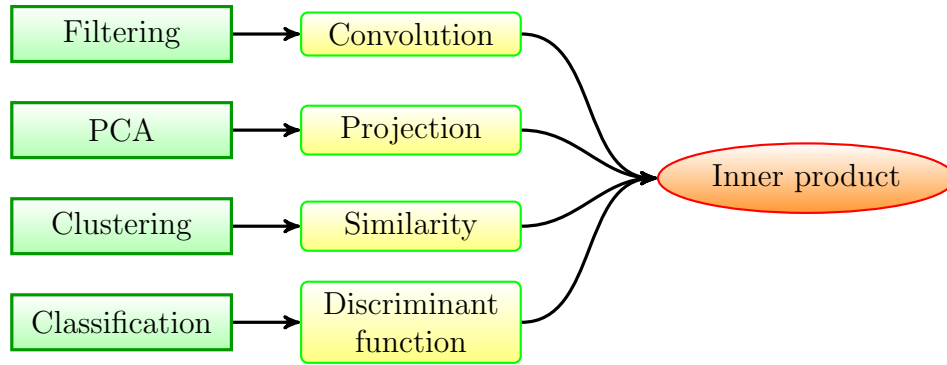 Filtering
Convolution
PCA
Projection
Inner product
Clustering
Similarity
Classification
Discriminant
function